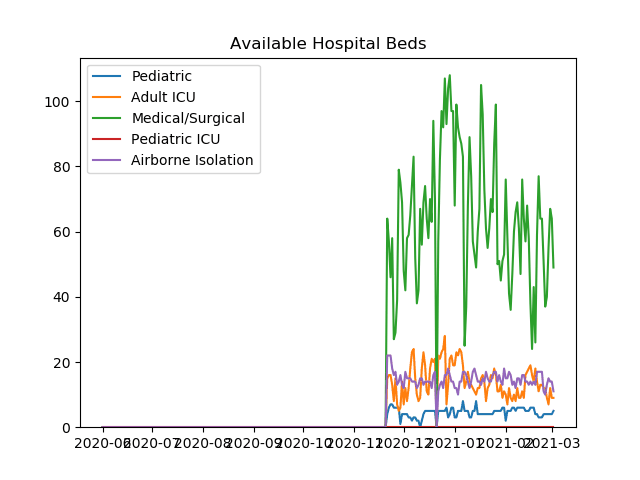 Available Hospital Beds
Pediatric
Adult ICU
Medical/Surgical
Pediatric ICU
Airborne Isolation
100
80
60
40
20
0
2020-06 2020-07 2020-08 2020-09 2020-10 2020-11 2020-12 2021-01 2021-02 2021-03